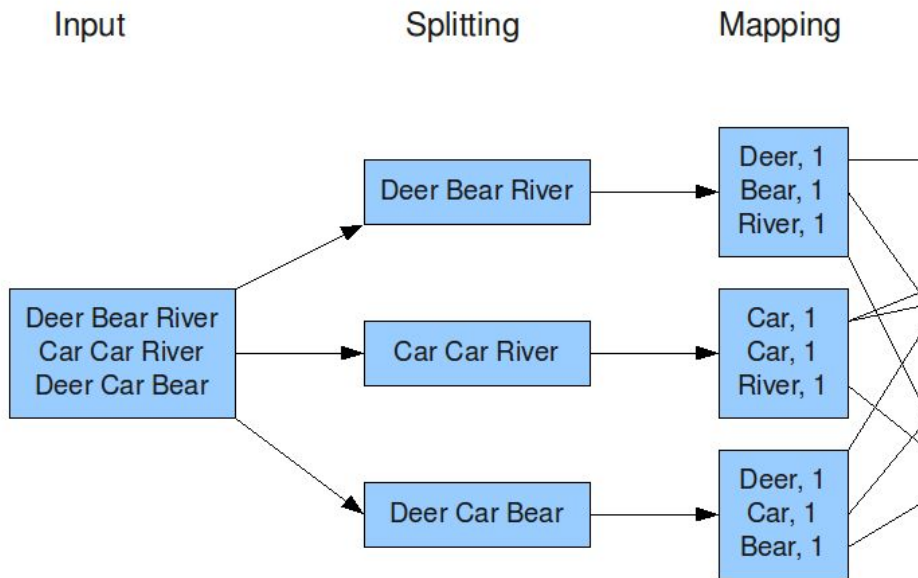 Input
Splitting
Mapping
Deer Bear River
Car Car River
Deer Car Bear
Deer Bear River
Car Car River
Deer Car Bear
Deer, 1
Bear, 1
River, 1
Car, 1
Car, 1
River, 1
Deer, 1
Car, 1
Bear, 1